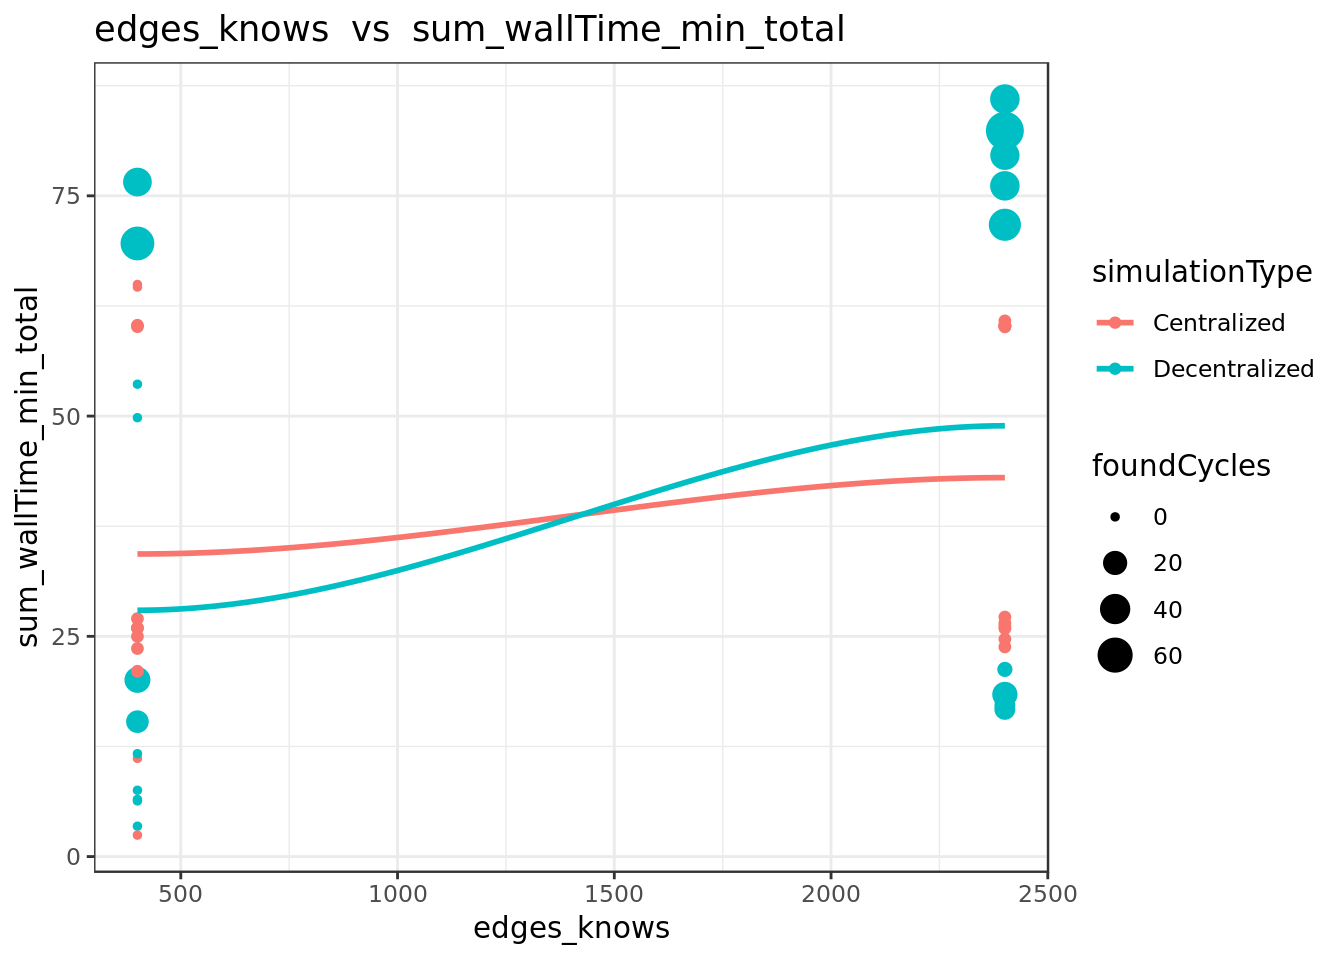 edges_knows vs sum_wallTime_min_total
sum_wallTime_min_total
75
50
25
0
500 1000 1500 2000 2500
edges_knows
simulationType
Centralized
Decentralized
foundCycles
0
20
40
60